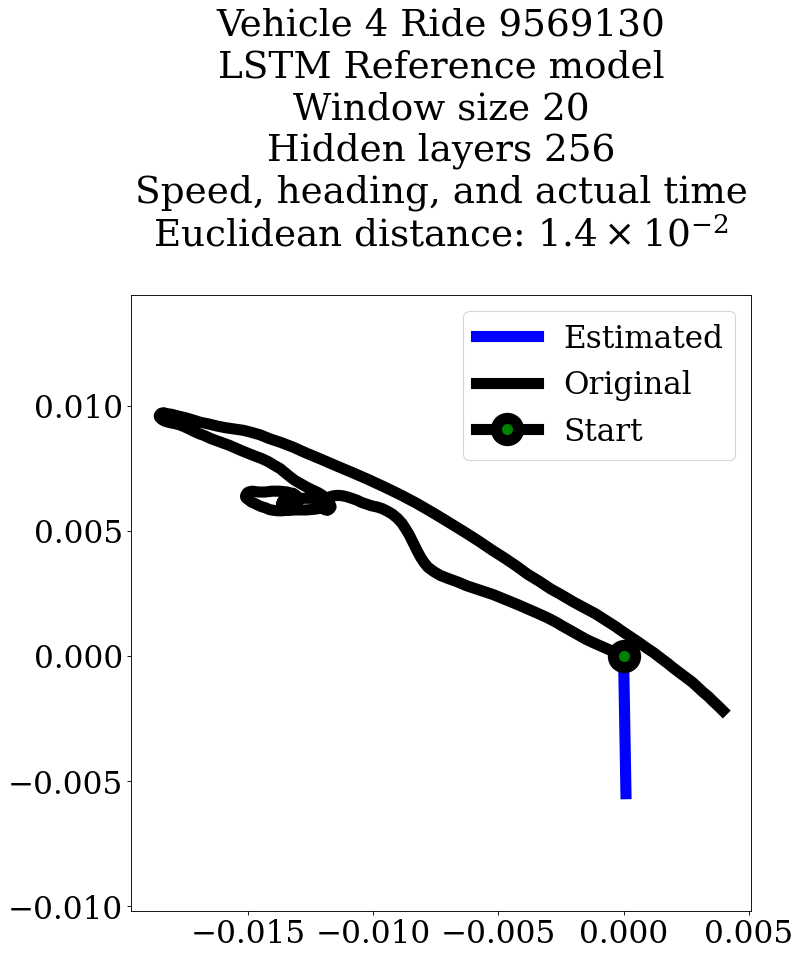 Vehicle 4 Ride 9569130
LSTM Reference model
Window size 20
Hidden layers 256
Speed, heading, and actual time
Euclidean distance: 1.4 × 10⁻²
Estimated
Original
Start
0.010
0.005
0.000
−0.005
−0.010
−0.015 −0.010 −0.005 0.000 0.005